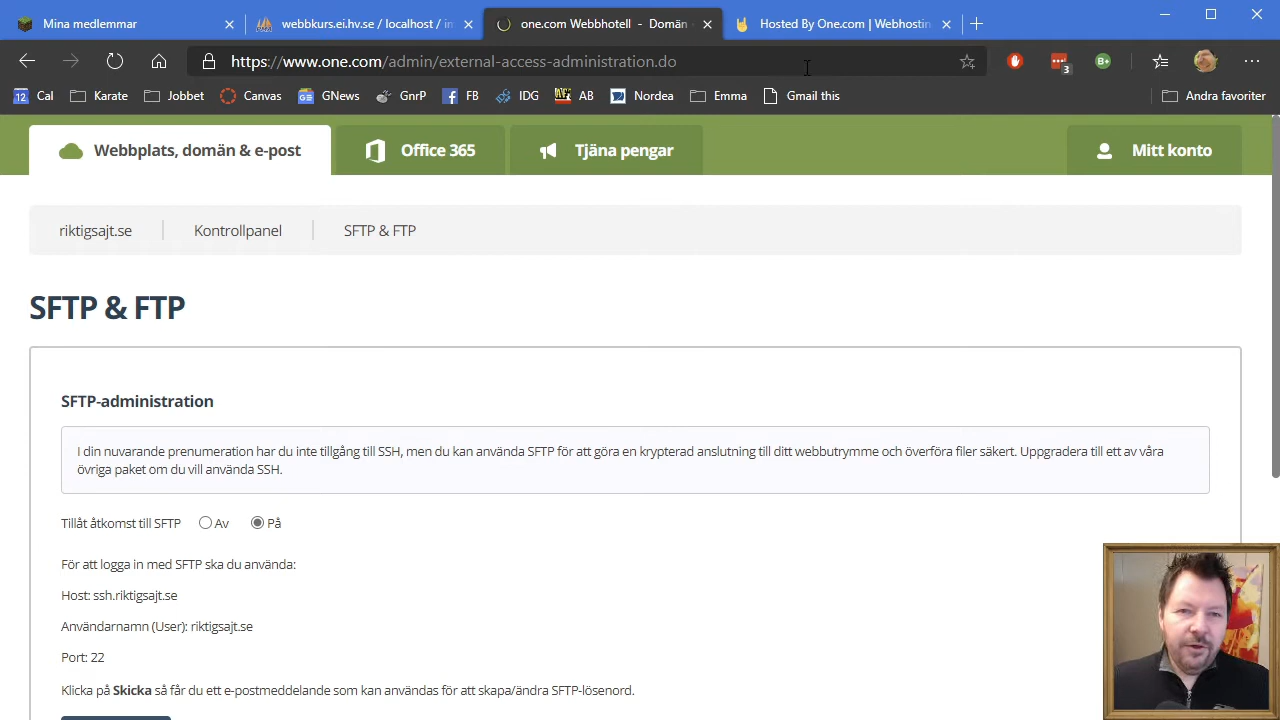 Mina medlemmar
webbkurs.ei.hv.se / localhost / in
one.com Webbhotell - Domän
Hosted By One.com | Webhosting
https://www.one.com/admin/external-access-administration.do
3
12 Cal
Karate
Jobbet
Canvas
GNews
GnrP
FB
IDG
AB
Nordea
Emma
Gmail this
Andra favoriter
Webbplats, domän & e-post
Office 365
Tjäna pengar
Mitt konto
riktigsajt.se
Kontrollpanel
SFTP & FTP
SFTP & FTP
SFTP-administration
I din nuvarande prenumeration har du inte tillgång till SSH, men du kan använda SFTP för att göra en krypterad anslutning till ditt webbutrymme och överföra filer säkert. Uppgradera till ett av våra
övriga paket om du vill använda SSH.
Tillåt åtkomst till SFTP Av På
För att logga in med SFTP ska du använda:
Host: ssh.riktigsajt.se
Användarnamn (User): riktigsajt.se
Port: 22
Klicka på Skicka så får du ett e-postmeddelande som kan användas för att skapa/ändra SFTP-lösenord.